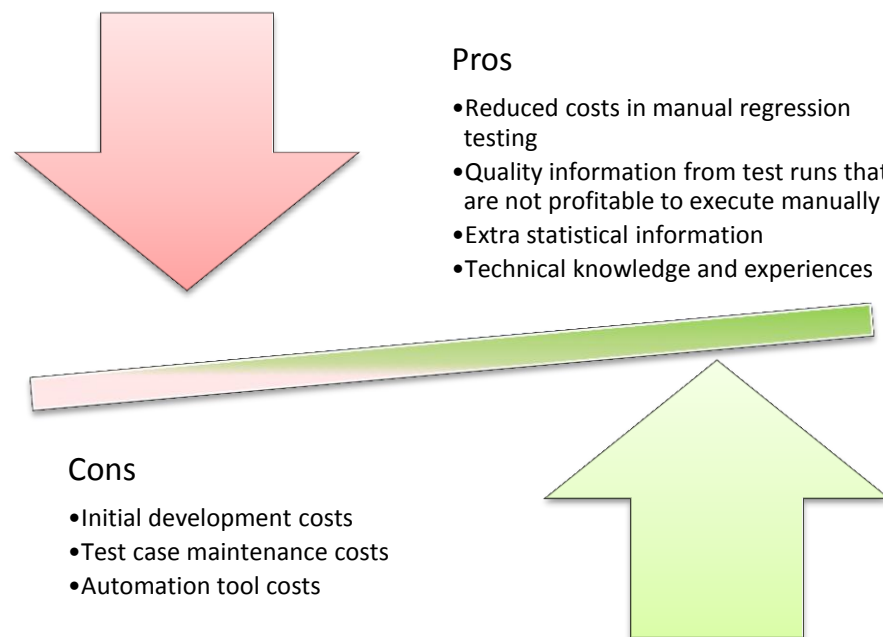 Pros
•Reduced costs in manual regression
testing
•Quality information from test runs that
are not profitable to execute manually
•Extra statistical information
•Technical knowledge and experiences
Cons
•Initial development costs
•Test case maintenance costs
•Automation tool costs